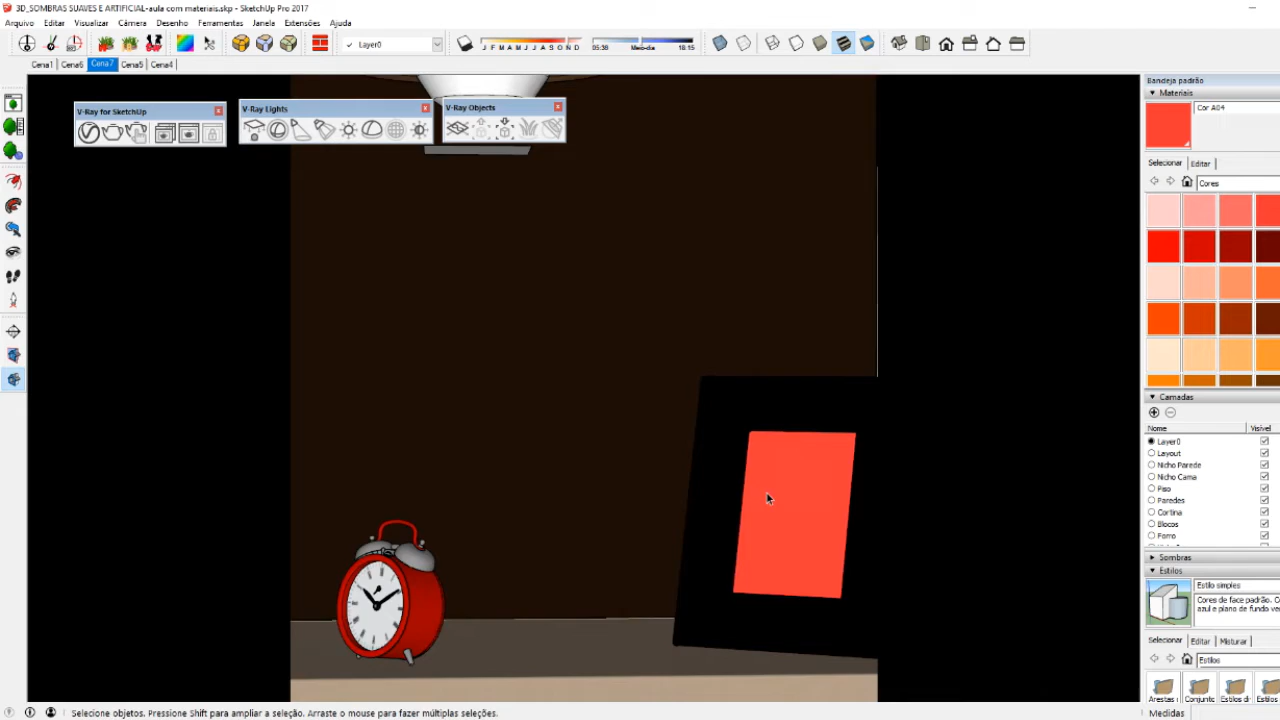 3D_SOMBRAS SUAVES E ARTIFICIAL-aula com materiais.skp - SketchUp Pro 2017
Arquivo Editar Visualizar Câmera Desenho Ferramentas Janela Extensões Ajuda
Layer0
J F M A M J J A S O N D
05:38 Meio-dia 18:15
Cena1 Cena6 Cena7 Cena5 Cena4
Bandeja padrão
Materiais
V-Ray for SketchUp
V-Ray Lights
V-Ray Objects
Cor A04
Selecionar Editar
Cores
Camadas
Nome Visível
Layer0
Layout
Nicho Parede
Nicho Cama
Piso
Paredes
Cortina
Blocos
Forro
Sombras
Estilos
Estilo simples
Cores de face padrão. C
azul e plano de fundo ve
Selecionar Editar Misturar
Estilos
Arestas Conjunto Estilos d Estilos
Selecione objetos. Pressione Shift para ampliar a seleção. Arraste o mouse para fazer múltiplas seleções.
Medidas